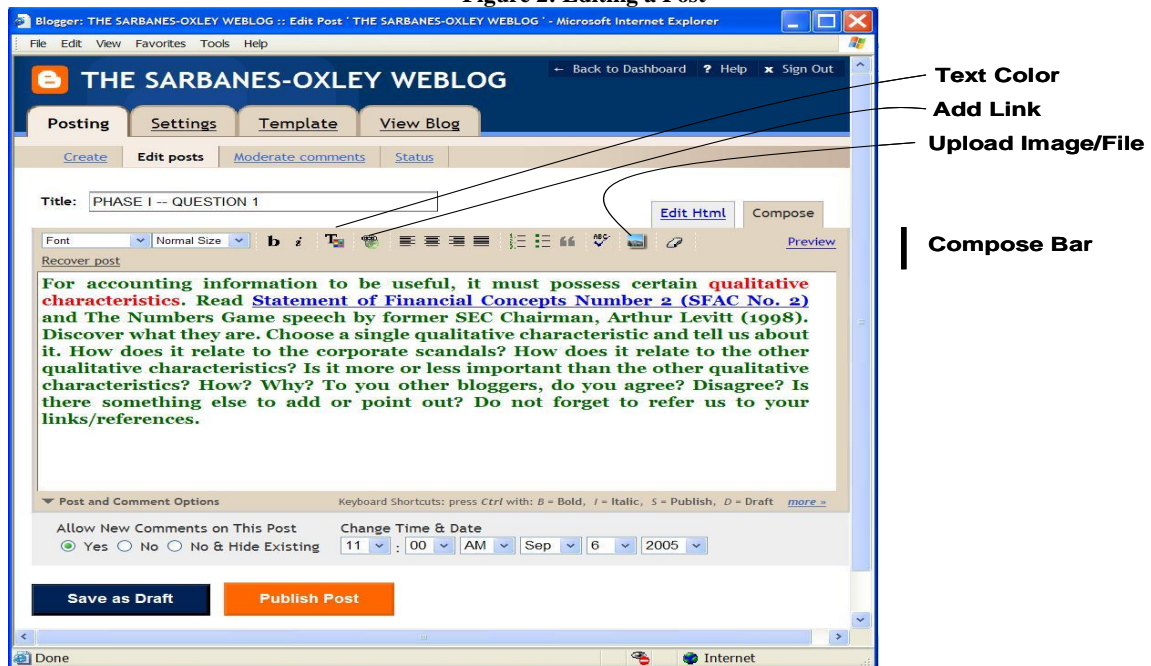 Figure 2: Editing a Post
Blogger: THE SARBANES-OXLEY WEBLOG :: Edit Post ' THE SARBANES-OXLEY WEBLOG ' - Microsoft Internet Explorer
File Edit View Favorites Tools Help
THE SARBANES-OXLEY WEBLOG
← Back to Dashboard ? Help x Sign Out
Text Color
Add Link
Upload Image/File
Posting Settings Template View Blog
Create Edit posts Moderate comments Status
Title: PHASE I -- QUESTION 1
Edit Html Compose
Font Normal Size b i T ABC Preview
Compose Bar
Recover post
For accounting information to be useful, it must possess certain qualitative
characteristics. Read Statement of Financial Concepts Number 2 (SFAC No. 2)
and The Numbers Game speech by former SEC Chairman, Arthur Levitt (1998).
Discover what they are. Choose a single qualitative characteristic and tell us about
it. How does it relate to the corporate scandals? How does it relate to the other
qualitative characteristics? Is it more or less important than the other qualitative
characteristics? How? Why? To you other bloggers, do you agree? Disagree? Is
there something else to add or point out? Do not forget to refer us to your
links/references.
Post and Comment Options Keyboard Shortcuts: press Ctrl with: B = Bold, I = Italic, S = Publish, D = Draft more »
Allow New Comments on This Post Change Time & Date
Yes No No & Hide Existing 11 : 00 AM Sep 6 2005
Save as Draft Publish Post
Done Internet